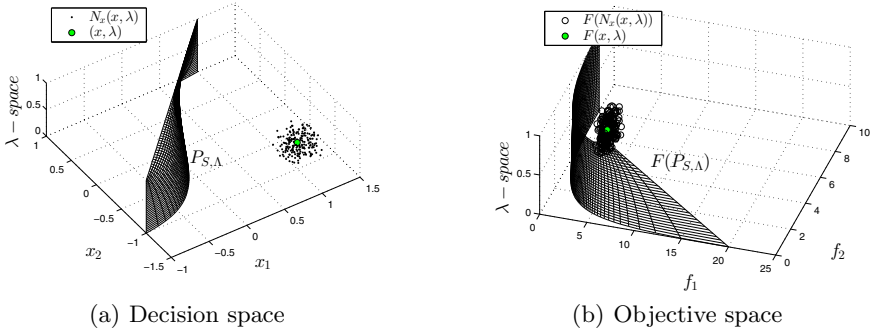 N_x(x, λ)
(x, λ)
λ − space
1
0.5
0
1
0.5
0
−0.5
−1
−1.5
x_2
−1
−0.5
0
0.5
1
1.5
x_1
P_{S,Λ}
(a) Decision space
F(N_x(x, λ))
F(x, λ)
λ − space
1
0.5
0
0
5
10
15
20
25
f_1
0
2
4
6
8
10
f_2
F(P_{S,Λ})
(b) Objective space